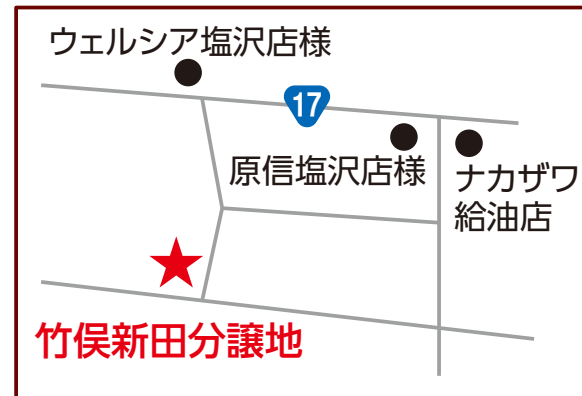 ウェルシア塩沢店様
17
原信塩沢店様
ナカザワ
給油店
竹俣新田分譲地